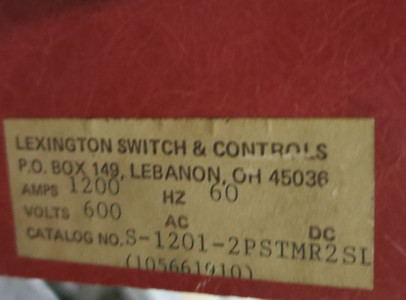 LEXINGTON SWITCH & CONTROLS
P.O. BOX 149, LEBANON, OH 45036
AMPS 1200 HZ 60
VOLTS 600 AC DC
CATALOG NO. S-1201-2PSTMR2SL
(105661910)